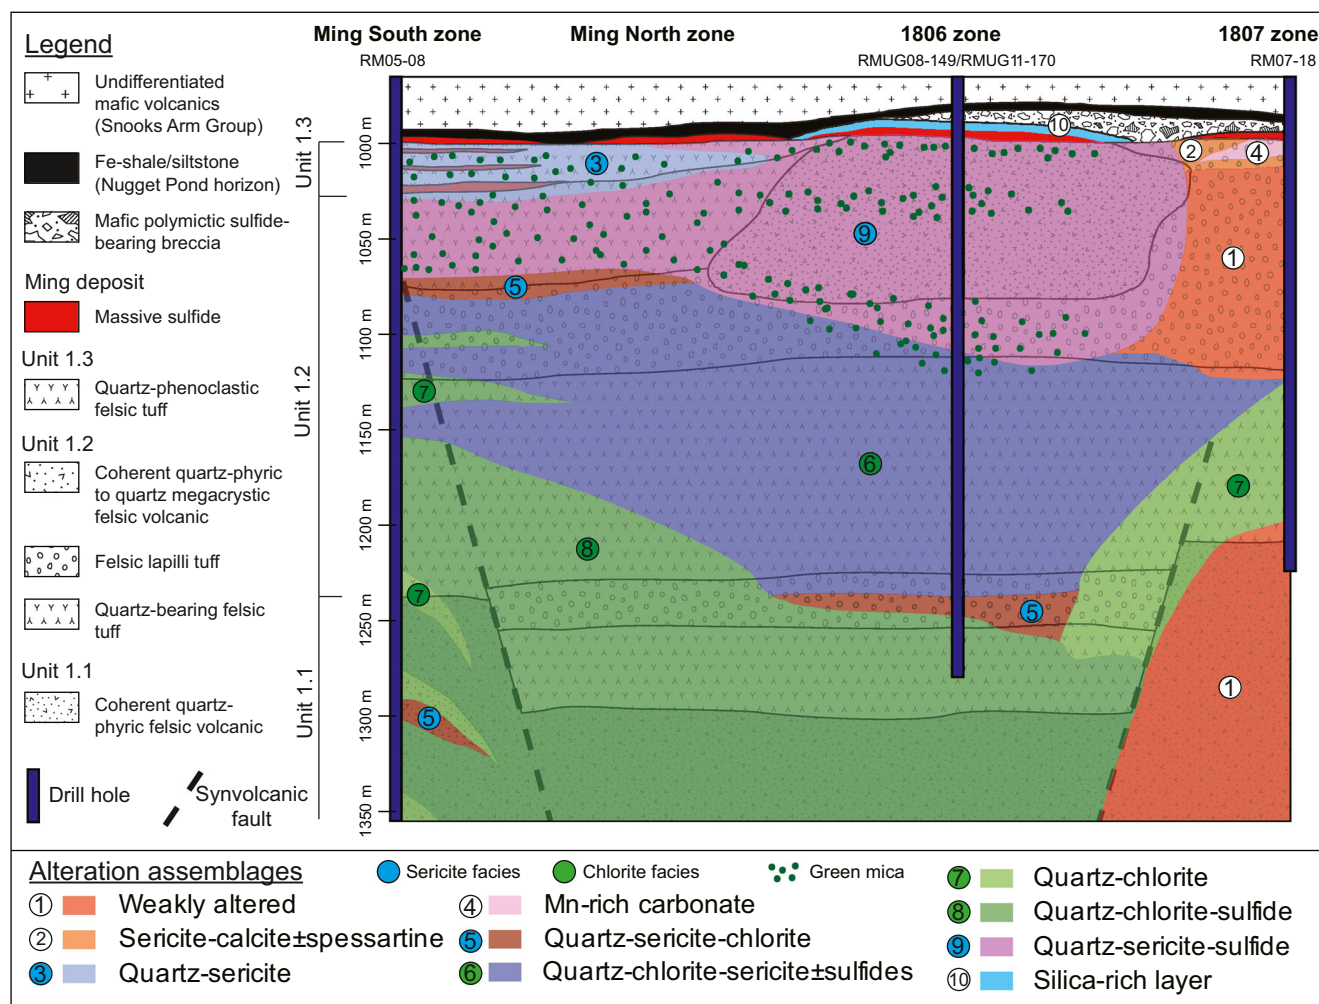 Legend
Undifferentiated
mafic volcanics
(Snooks Arm Group)
Fe-shale/siltstone
(Nugget Pond horizon)
Mafic polymictic sulfide-
bearing breccia
Ming deposit
Massive sulfide
Unit 1.3
Quartz-phenoclastic
felsic tuff
Unit 1.2
Coherent quartz-phyric
to quartz megacrystic
felsic volcanic
Felsic lapilli tuff
Quartz-bearing felsic
tuff
Unit 1.1
Coherent quartz-
phyric felsic volcanic
Drill hole
Synvolcanic
fault
Ming South zone
Ming North zone
1806 zone
1807 zone
RM05-08
RMUG08-149/RMUG11-170
RM07-18
Unit 1.3
Unit 1.2
Unit 1.1
1000 m
1050 m
1100 m
1150 m
1200 m
1250 m
1300 m
1350 m
10
2
4
3
9
1
5
7
6
7
8
7
5
1
5
Alteration assemblages
Sericite facies
Chlorite facies
Green mica
1 Weakly altered
2 Sericite-calcite±spessartine
3 Quartz-sericite
4 Mn-rich carbonate
5 Quartz-sericite-chlorite
6 Quartz-chlorite-sericite±sulfides
7 Quartz-chlorite
8 Quartz-chlorite-sulfide
9 Quartz-sericite-sulfide
10 Silica-rich layer